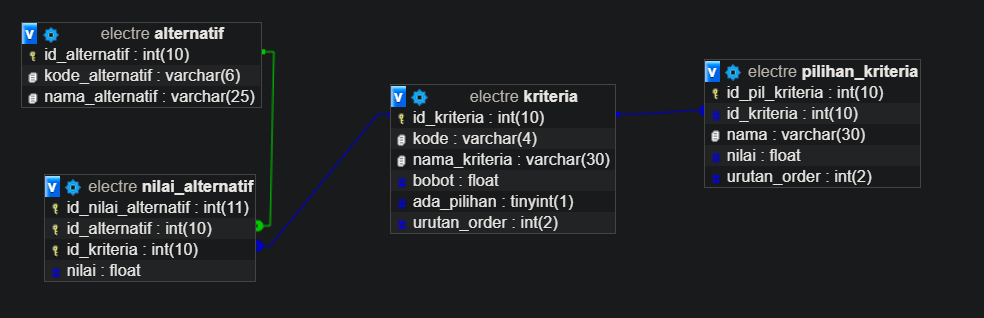 v electre alternatif
id_alternatif : int(10)
kode_alternatif : varchar(6)
nama_alternatif : varchar(25)
v electre nilai_alternatif
id_nilai_alternatif : int(11)
id_alternatif : int(10)
id_kriteria : int(10)
# nilai : float
v electre kriteria
id_kriteria : int(10)
kode : varchar(4)
nama_kriteria : varchar(30)
# bobot : float
# ada_pilihan : tinyint(1)
# urutan_order : int(2)
v electre pilihan_kriteria
id_pil_kriteria : int(10)
# id_kriteria : int(10)
nama : varchar(30)
# nilai : float
# urutan_order : int(2)